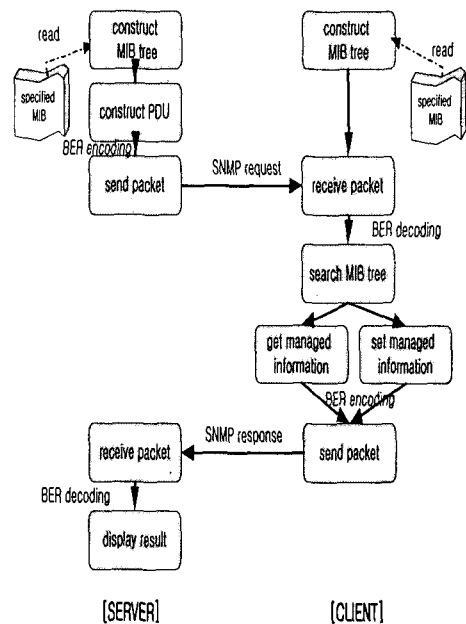 construct
MIB tree
read
specified
MIB
construct PDU
BER encoding
send packet
SNMP request
construct
MIB tree
read
specified
MIB
receive packet
BER decoding
search MIB tree
get managed
information
set managed
information
BER encoding
send packet
SNMP response
receive packet
BER decoding
display result
[SERVER]
[CLIENT]